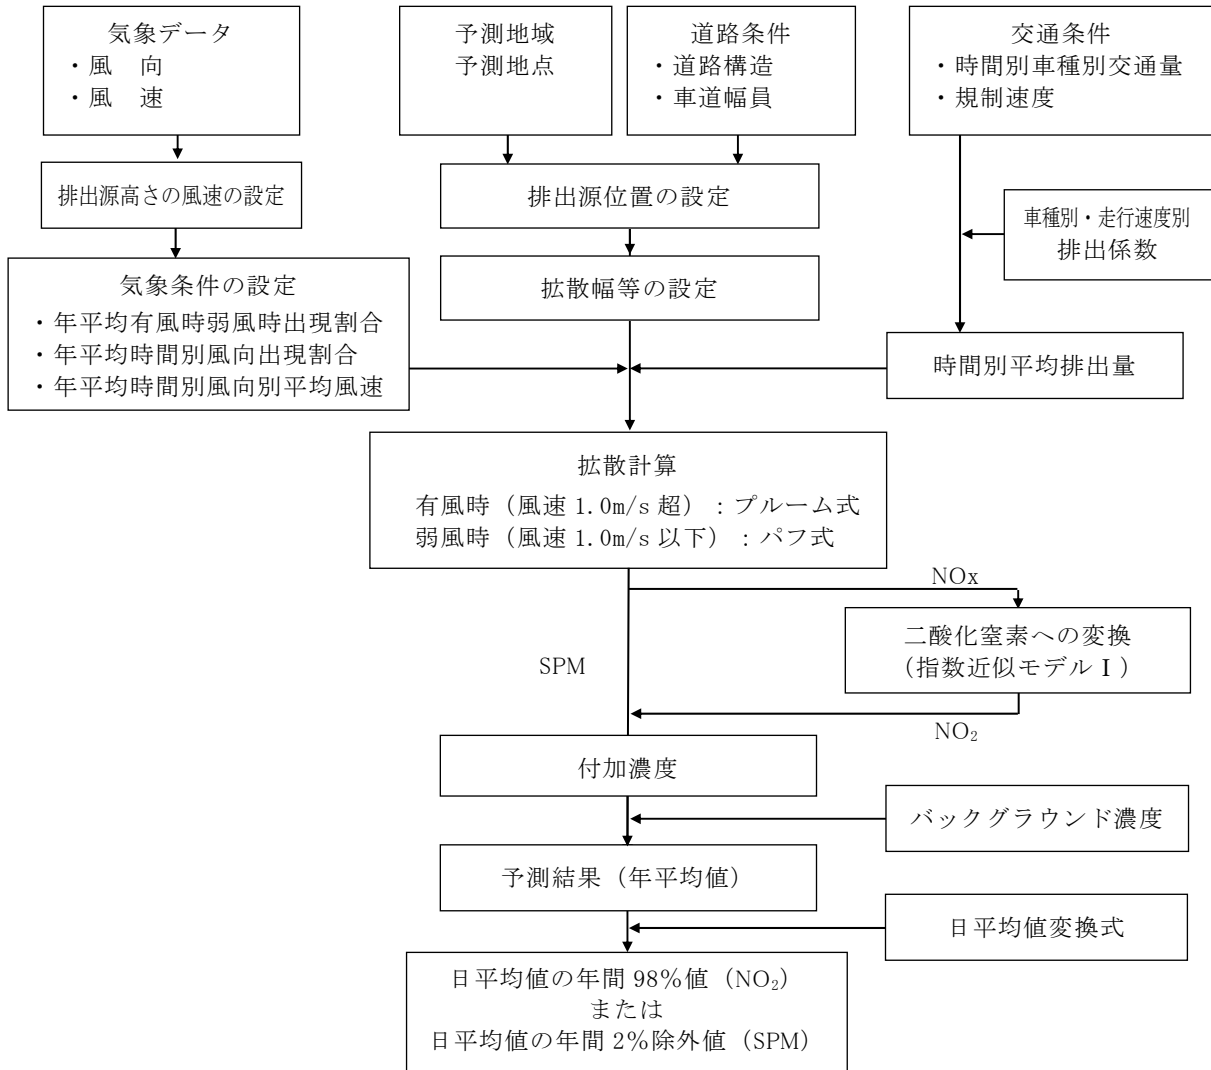 気象データ
・風　向
・風　速
予測地域
予測地点
道路条件
・道路構造
・車道幅員
交通条件
・時間別車種別交通量
・規制速度
排出源高さの風速の設定
排出源位置の設定
車種別・走行速度別
排出係数
気象条件の設定
・年平均有風時弱風時出現割合
・年平均時間別風向出現割合
・年平均時間別風向別平均風速
拡散幅等の設定
時間別平均排出量
拡散計算
有風時（風速 1.0m/s 超）：プルーム式
弱風時（風速 1.0m/s 以下）：パフ式
NOx
二酸化窒素への変換
（指数近似モデルⅠ）
SPM
NO₂
付加濃度
バックグラウンド濃度
予測結果（年平均値）
日平均値変換式
日平均値の年間 98％値（NO₂）
または
日平均値の年間 2％除外値（SPM）